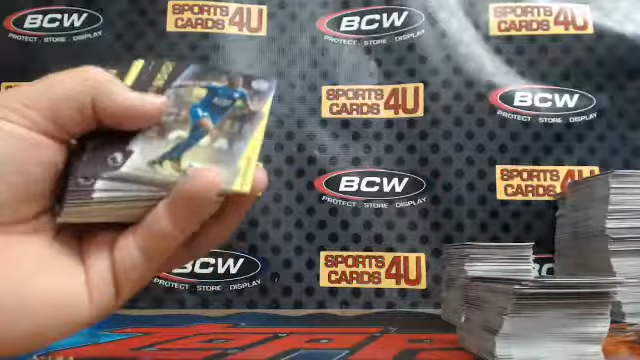 BCW
PROTECT . STORE . DISPLAY
SPORTS
CARDS 4U
BCW
PROTECT . STORE . DISPLAY
SPORTS
CARDS 4U
SPORTS
CARDS 4U
BCW
PROTECT . STORE . DISPLAY
BCW
PROTECT . STORE . DISPLAY
SPORTS
CARDS 4U
BCW
PROTECT . STORE . DISPLAY
SPORTS
CARDS 4U
BCW